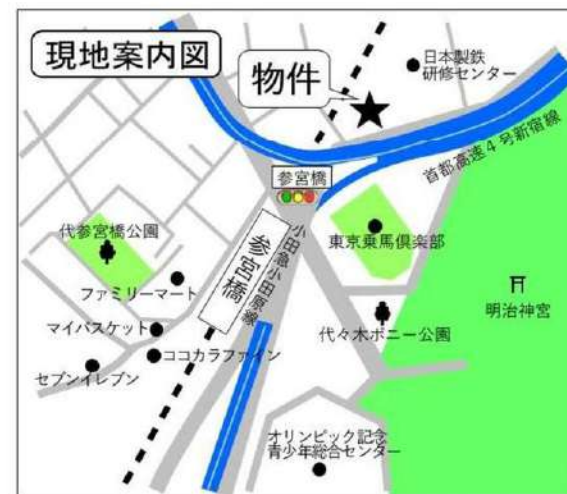 現地案内図
物件
日本製鉄
研修センター
首都高速4号新宿線
参宮橋
代参宮橋公園
東京乗馬倶楽部
小田急小田原線
参宮橋
ファミリーマート
明治神宮
マイバスケット
代々木ポニー公園
ココカラファイン
セブンイレブン
オリンピック記念
青少年総合センター